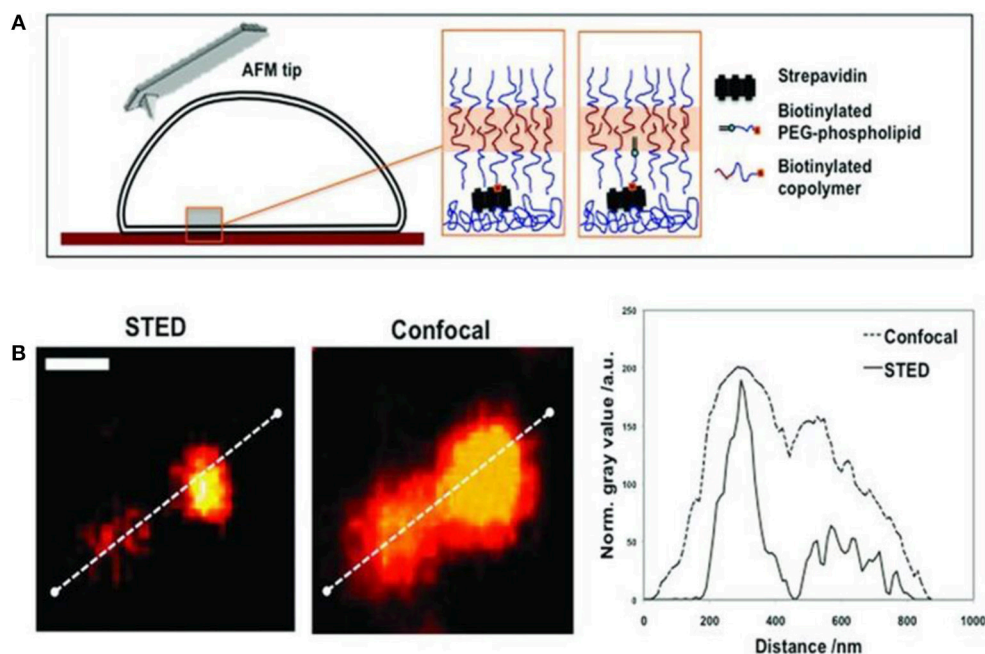 A
AFM tip
Strepavidin
Biotinylated
PEG-phospholipid
Biotinylated
copolymer
B
STED
Confocal
Norm. gray value /a.u.
250
200
150
100
50
0
Confocal
STED
0
200
400
600
800
1000
Distance /nm